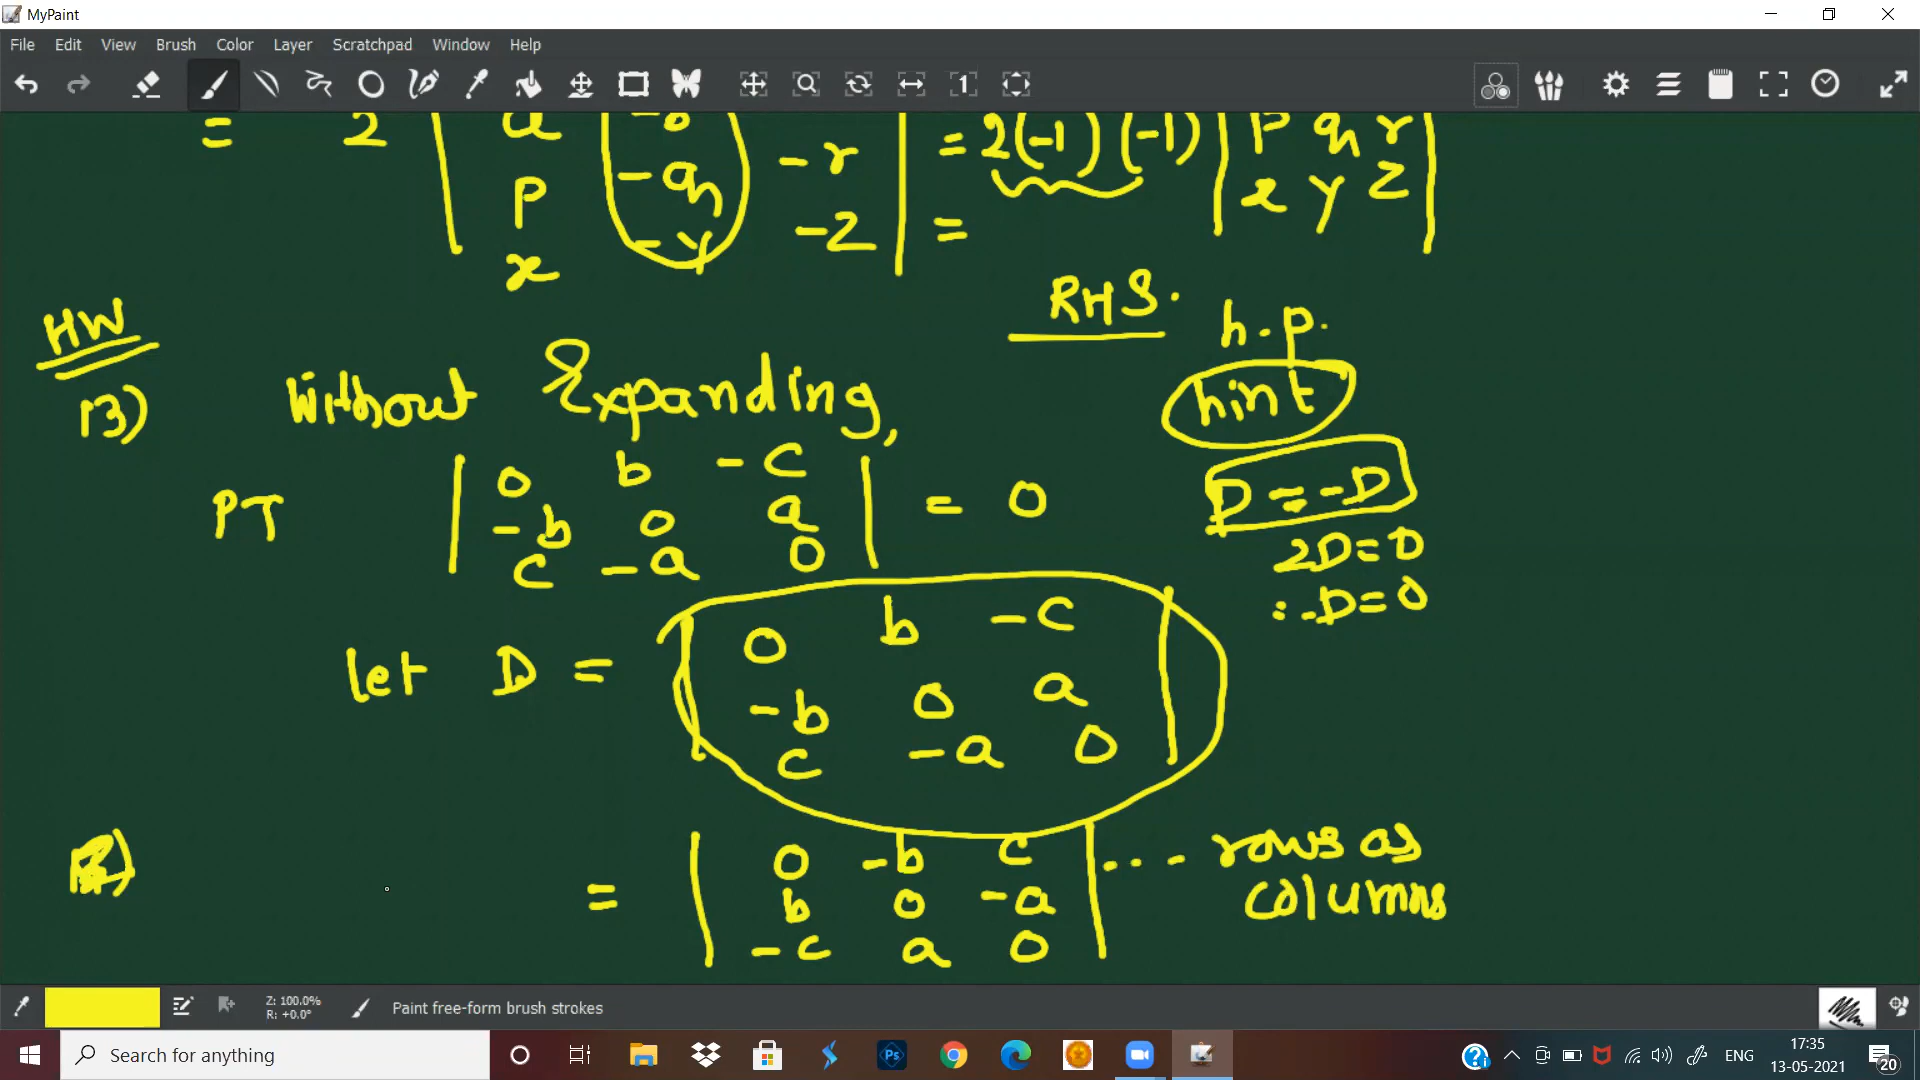 MyPaint
File Edit View Brush Color Layer Scratchpad Window Help
= 2 | a -b | = 2(-1)(-1) | p q r |
p -q -r x y z
x -y -z =
RHS.
h.p.
HW
13) Without Expanding,
hint
PT | 0 b -c | = 0
-b 0 a
c -a 0
D = -D
2D = 0
∴ D = 0
let D = | 0 b -c |
-b 0 a
c -a 0
= | 0 -b c | ... rows as
b 0 -a columns
-c a 0
Z: 100.0%
R: +0.0°
Paint free-form brush strokes
Search for anything
ENG
17:35
13-05-2021
20